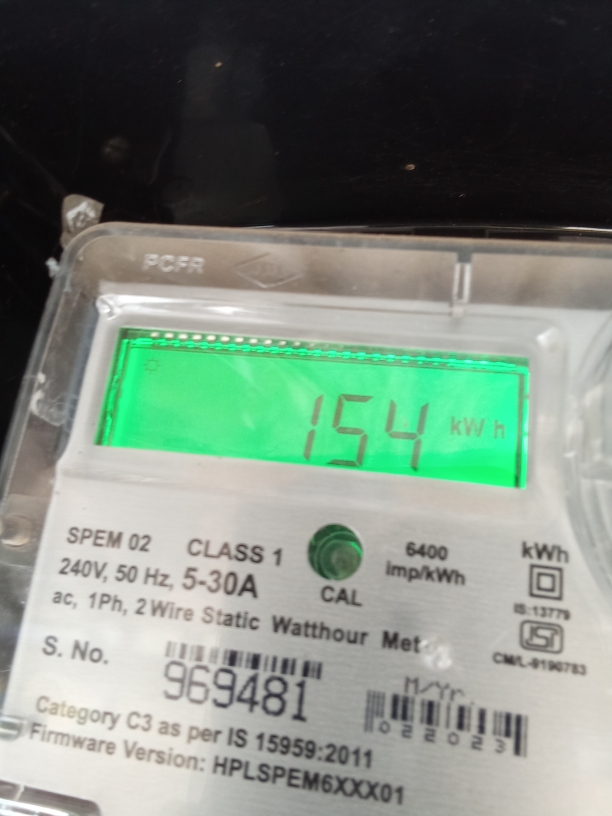 PCFR
154 kW h
SPEM 02 CLASS 1 6400 kWh
240V, 50 Hz, 5-30A imp/kWh
CAL
IS:13779
ac, 1Ph, 2 Wire Static Watthour
CM/L-9190783
S. No. 969481 M/Yr.
022023
Category C3 as per IS 15959:2011
Firmware Version: HPLSPEM6XXX01